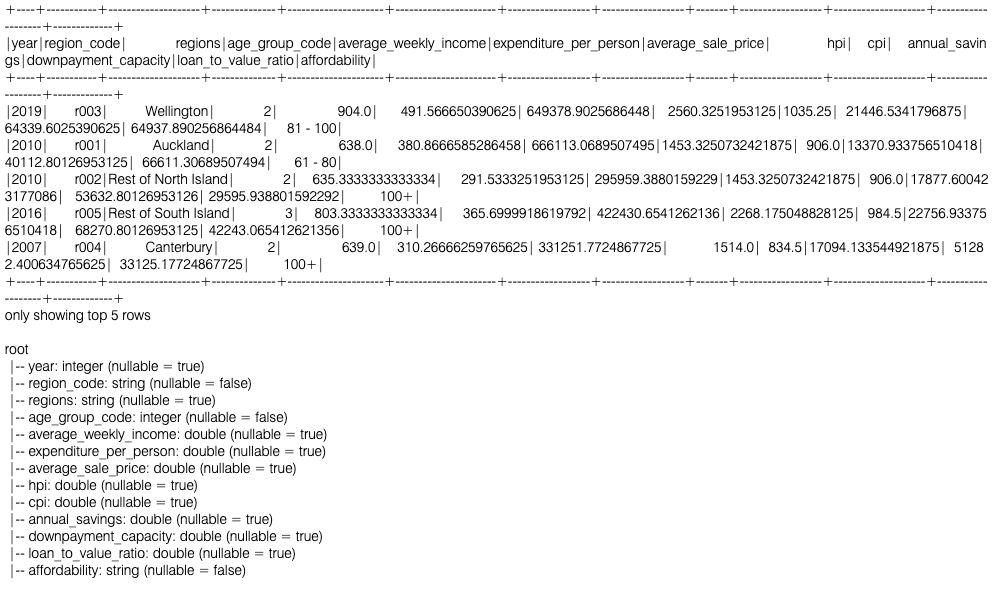 +----+-----------+--------------------+--------------+---------------------+----------------------+------------------+------------------+-------+------------------+--------------------+-----------
--------+-------------+
|year|region_code| regions|age_group_code|average_weekly_income|expenditure_per_person|average_sale_price| hpi| cpi| annual_savin
gs|downpayment_capacity|loan_to_value_ratio|affordability|
+----+-----------+--------------------+--------------+---------------------+----------------------+------------------+------------------+-------+------------------+--------------------+-----------
--------+-------------+
|2019| r003| Wellington| 2| 904.0| 491.566650390625| 649378.9025686448| 2560.3251953125|1035.25| 21446.5341796875|
64339.6025390625| 64937.890256864484| 81 - 100|
|2010| r001| Auckland| 2| 638.0| 380.8666585286458| 666113.0689507495|1453.3250732421875| 906.0|13370.933756510418|
40112.80126953125| 66611.30689507494| 61 - 80|
|2010| r002|Rest of North Island| 2| 635.3333333333334| 291.5333251953125| 295959.3880159229|1453.3250732421875| 906.0|17877.60042
3177086| 53632.80126953126| 29595.938801592292| 100+|
|2016| r005|Rest of South Island| 3| 803.3333333333334| 365.6999918619792| 422430.6541262136| 2268.175048828125| 984.5|22756.93375
6510418| 68270.80126953125| 42243.065412621356| 100+|
|2007| r004| Canterbury| 2| 639.0| 310.26666259765625| 331251.7724867725| 1514.0| 834.5|17094.133544921875| 5128
2.400634765625| 33125.17724867725| 100+|
+----+-----------+--------------------+--------------+---------------------+----------------------+------------------+------------------+-------+------------------+--------------------+-----------
--------+-------------+
only showing top 5 rows
root
|-- year: integer (nullable = true)
|-- region_code: string (nullable = false)
|-- regions: string (nullable = true)
|-- age_group_code: integer (nullable = false)
|-- average_weekly_income: double (nullable = true)
|-- expenditure_per_person: double (nullable = true)
|-- average_sale_price: double (nullable = true)
|-- hpi: double (nullable = true)
|-- cpi: double (nullable = true)
|-- annual_savings: double (nullable = true)
|-- downpayment_capacity: double (nullable = true)
|-- loan_to_value_ratio: double (nullable = true)
|-- affordability: string (nullable = false)